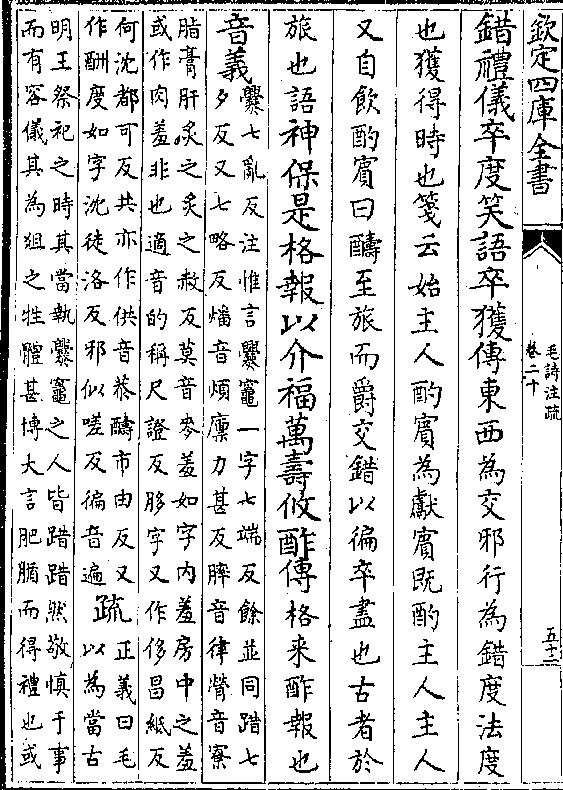 欽定四庫全書
毛詩注疏
卷二十
五十二
錯禮儀卒度笑語卒獲傳東西為交邪行為錯度法度
也獲得時也箋云始主人酌賔為獻賔既酌主人主人
又自飲酌賔曰醻至旅而爵交錯以徧卒盡也古者於
旅也語神保是格報以介福萬壽攸酢傳格来酢報也
音義
爨七亂反注惟言爨竈一字七端反餘並同踖七
夕反又七略反燔音煩廪力甚反膟音律膋音寮
脂膏肝炙之炙之赦反莫音麥羞如字内羞房中之羞
或作肉羞非也適音的稱尺證反䏧字又作侈昌紙反
何沈都可反共亦作供音恭醻市由反又
作酬度如字沈徒洛反邪似嗟反徧音遍
疏
正義曰毛
以為當古
明王祭祀之時其當執爨竈之人皆踖踖然敬慎于事
而有容儀其為俎之牲體甚博大言肥腯而得禮也或